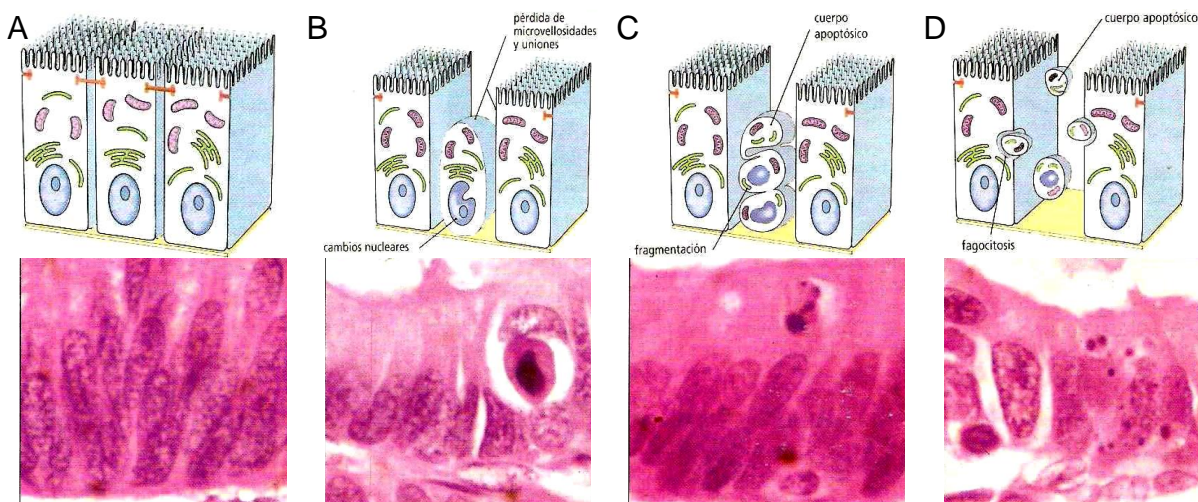 A
B
pérdida de
microvellosidades
y uniones
cambios nucleares
C
cuerpo
apoptósico
fragmentación
D
cuerpo apoptósico
fagocitosis